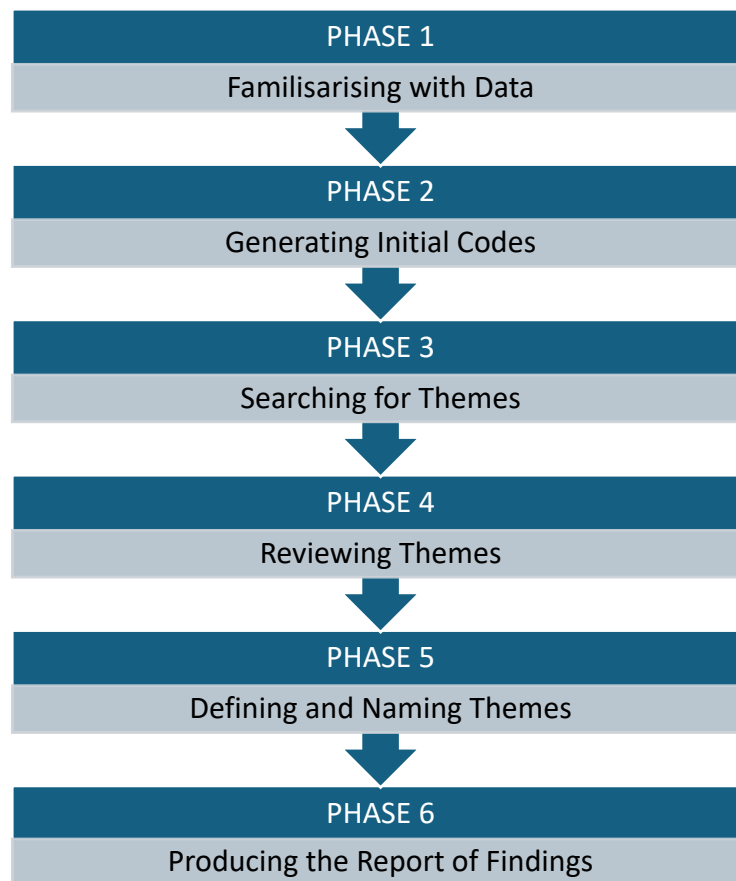 PHASE 1
Familisarising with Data
PHASE 2
Generating Initial Codes
PHASE 3
Searching for Themes
PHASE 4
Reviewing Themes
PHASE 5
Defining and Naming Themes
PHASE 6
Producing the Report of Findings